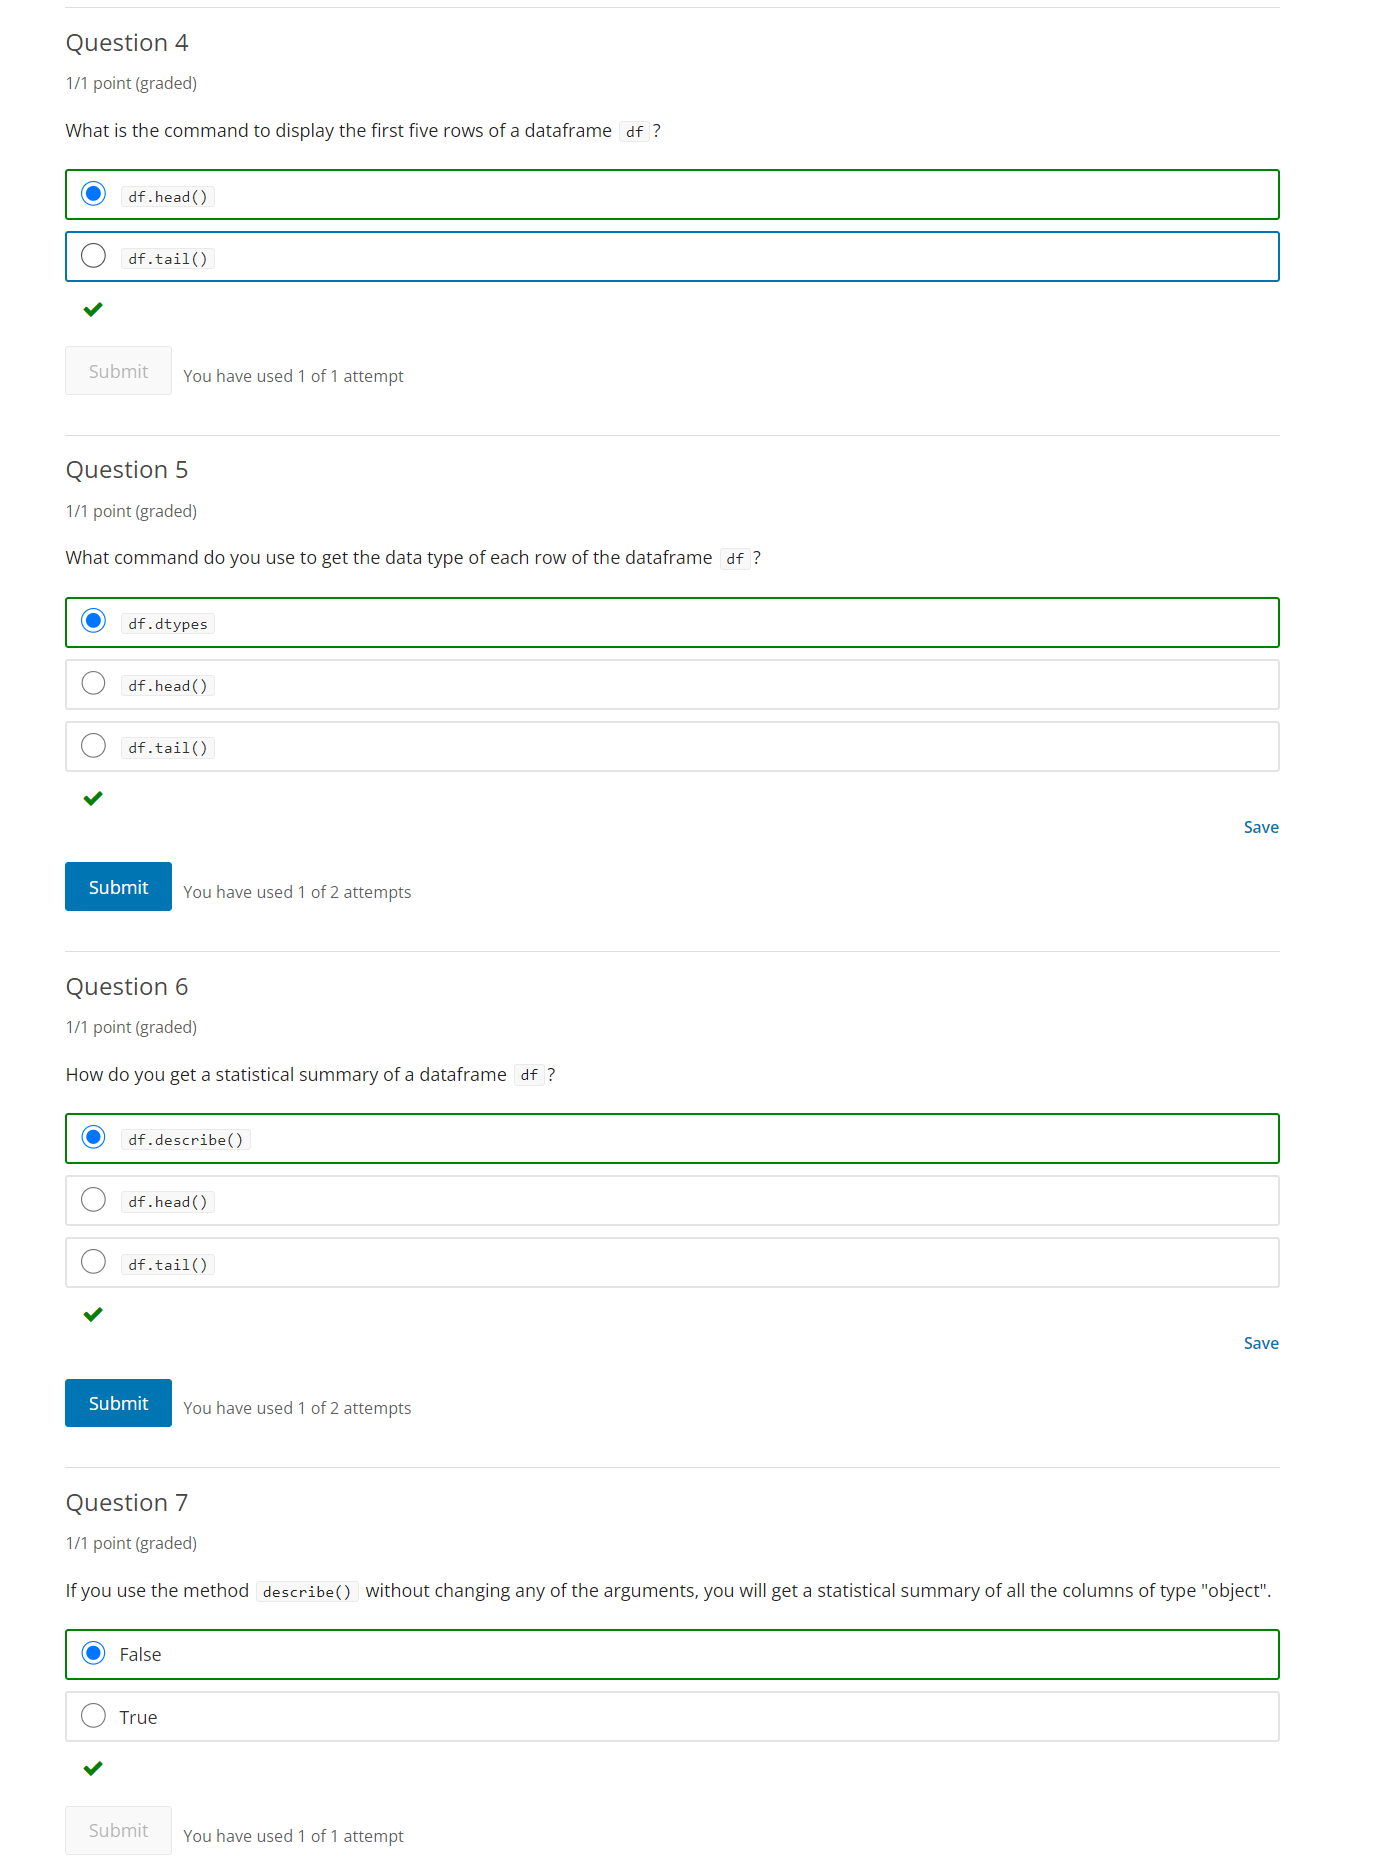 Question 4
1/1 point (graded)
What is the command to display the first five rows of a dataframe df ?
df.head()
df.tail()
Submit You have used 1 of 1 attempt
Question 5
1/1 point (graded)
What command do you use to get the data type of each row of the dataframe df ?
df.dtypes
df.head()
df.tail()
Save
Submit You have used 1 of 2 attempts
Question 6
1/1 point (graded)
How do you get a statistical summary of a dataframe df ?
df.describe()
df.head()
df.tail()
Save
Submit You have used 1 of 2 attempts
Question 7
1/1 point (graded)
If you use the method describe() without changing any of the arguments, you will get a statistical summary of all the columns of type "object".
False
True
Submit You have used 1 of 1 attempt